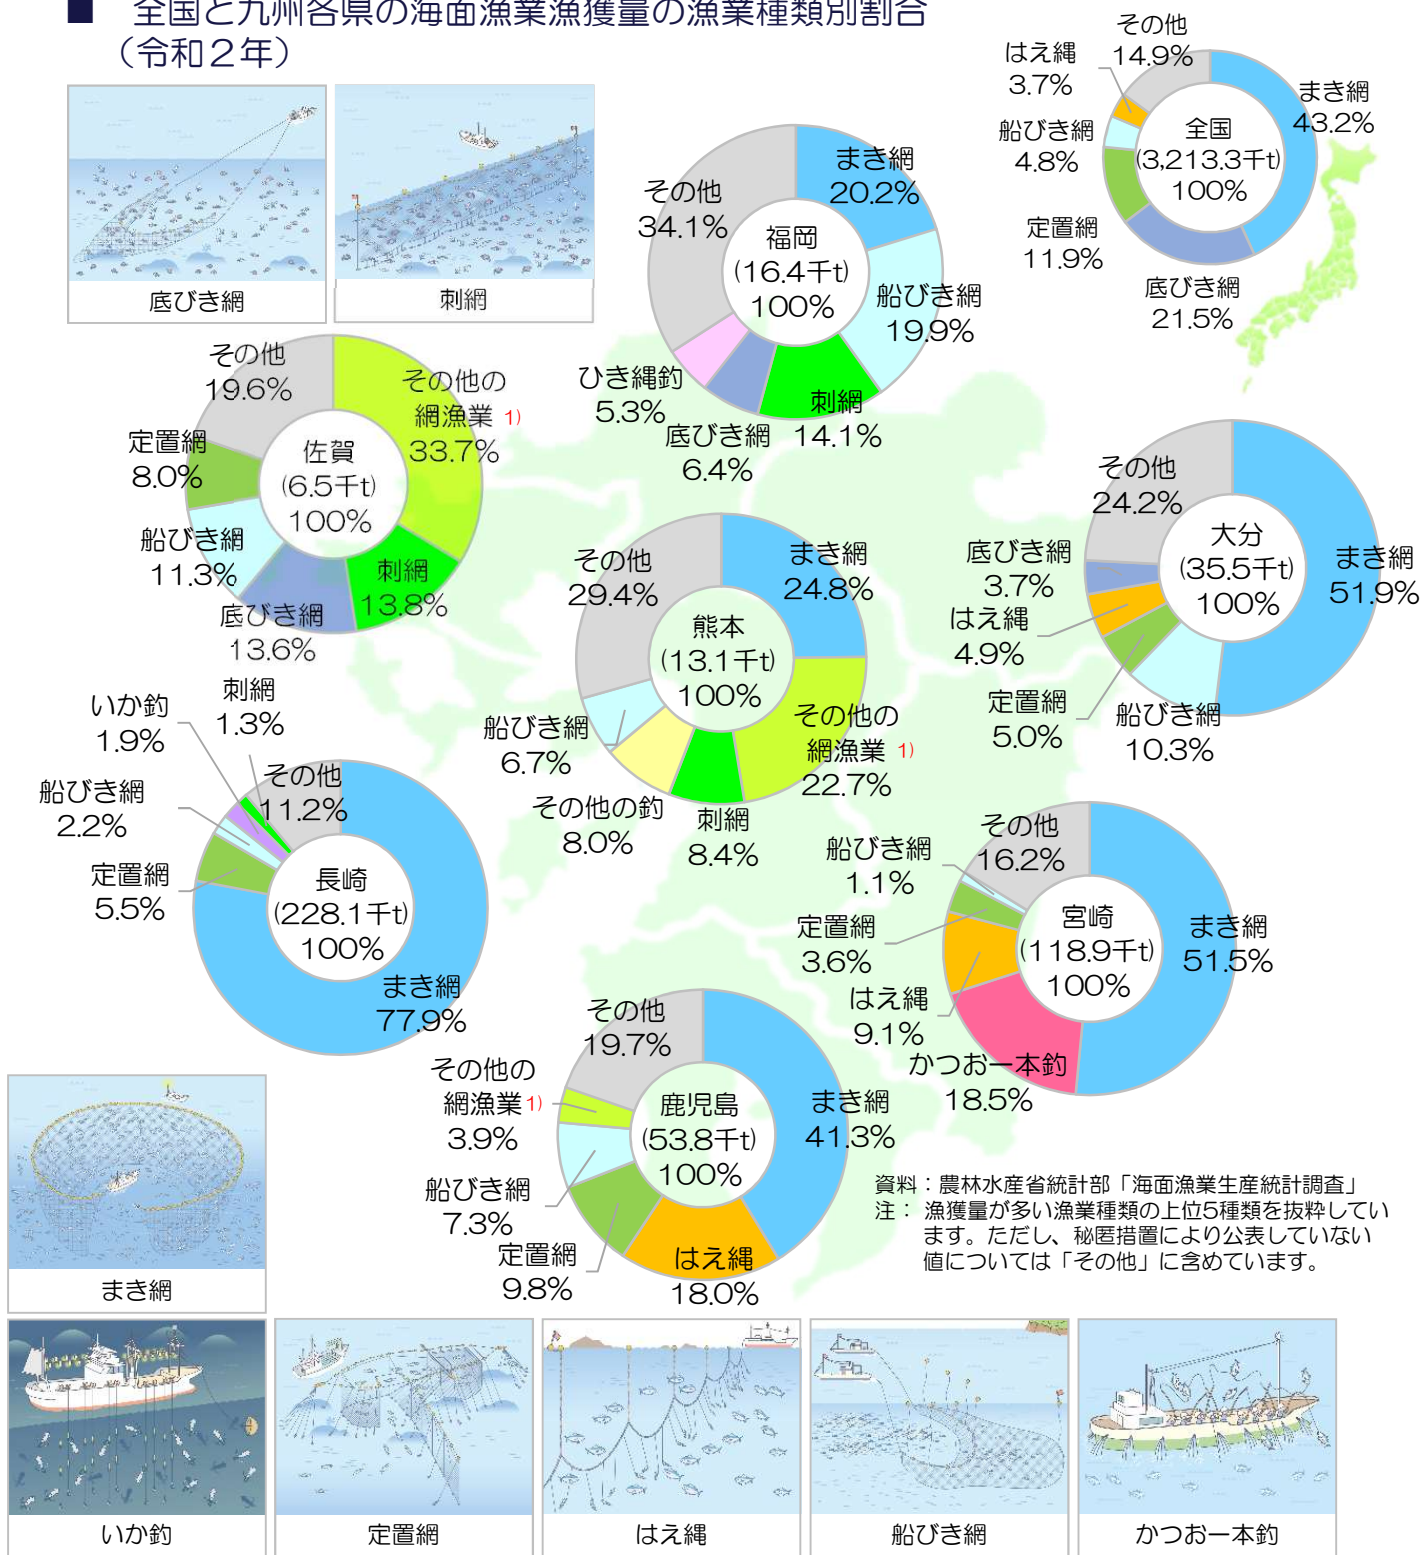 ■ 全国と九州各県の海面漁業漁獲量の漁業種類別割合
（令和２年）
底びき網
刺網
全国
(3,213.3千t)
100%
まき網
43.2%
底びき網
21.5%
定置網
11.9%
船びき網
4.8%
はえ縄
3.7%
その他
14.9%
福岡
(16.4千t)
100%
まき網
20.2%
船びき網
19.9%
刺網
14.1%
底びき網
6.4%
ひき縄釣
5.3%
その他
34.1%
佐賀
(6.5千t)
100%
その他の
網漁業 1)
33.7%
刺網
13.8%
底びき網
13.6%
船びき網
11.3%
定置網
8.0%
その他
19.6%
大分
(35.5千t)
100%
まき網
51.9%
船びき網
10.3%
定置網
5.0%
はえ縄
4.9%
底びき網
3.7%
その他
24.2%
熊本
(13.1千t)
100%
まき網
24.8%
その他の
網漁業 1)
22.7%
刺網
8.4%
その他の釣
8.0%
船びき網
6.7%
その他
29.4%
長崎
(228.1千t)
100%
まき網
77.9%
定置網
5.5%
船びき網
2.2%
いか釣
1.9%
刺網
1.3%
その他
11.2%
宮崎
(118.9千t)
100%
まき網
51.5%
かつお一本釣
18.5%
はえ縄
9.1%
定置網
3.6%
船びき網
1.1%
その他
16.2%
鹿児島
(53.8千t)
100%
まき網
41.3%
はえ縄
18.0%
定置網
9.8%
船びき網
7.3%
その他の
網漁業 1)
3.9%
その他
19.7%
資料：農林水産省統計部「海面漁業生産統計調査」
注： 漁獲量が多い漁業種類の上位5種類を抜粋してい
ます。ただし、秘匿措置により公表していない
値については「その他」に含めています。
まき網
いか釣
定置網
はえ縄
船びき網
かつお一本釣